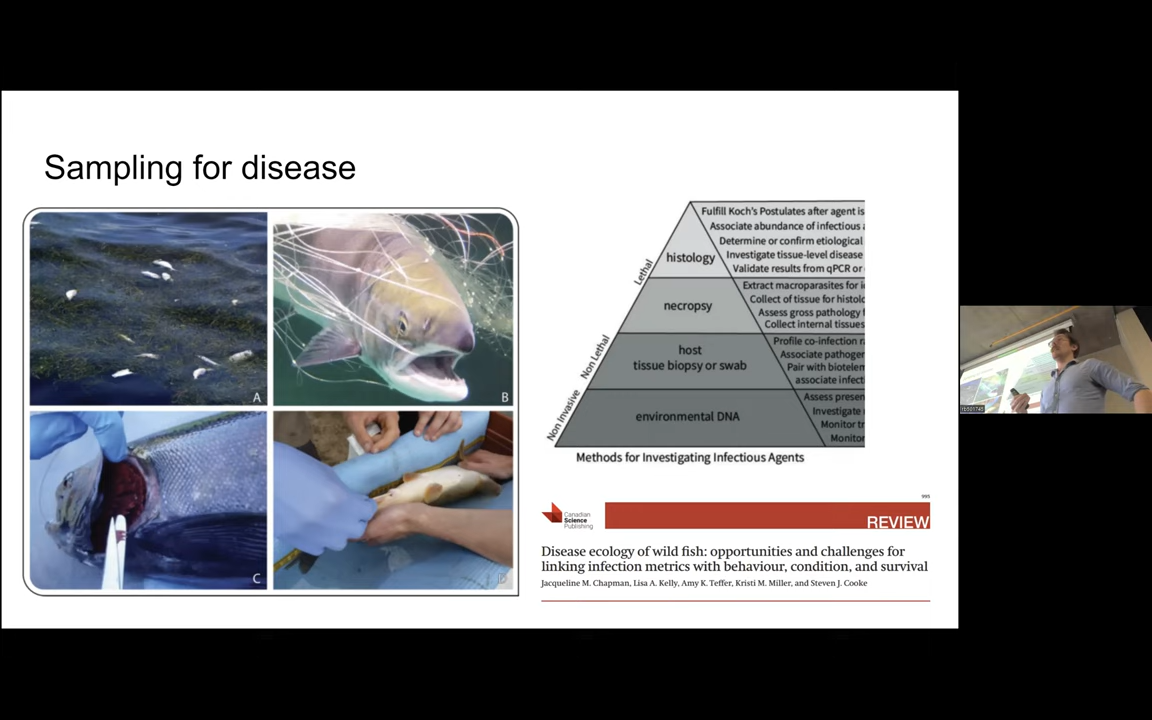 Sampling for disease
A
B
C
D
Fulfill Koch's Postulates after agent is
Associate abundance of infectious a
Determine or confirm etiological
Investigate tissue-level disease
Validate results from qPCR or
histology
Lethal
Extract macroparasites for i
Collect of tissue for histolo
Assess gross pathology f
Collect internal tissues
necropsy
Non Lethal
Profile co-infection r
Associate pathoger
Pair with biotelem
associate infect
host
tissue biopsy or swab
Non Invasive
Assess presen
Investigate
Monitor tr
Monitor
environmental DNA
Methods for Investigating Infectious Agents
995
Canadian
Science
Publishing
REVIEW
Disease ecology of wild fish: opportunities and challenges for
linking infection metrics with behaviour, condition, and survival
Jacqueline M. Chapman, Lisa A. Kelly, Amy K. Teffer, Kristi M. Miller, and Steven J. Cooke